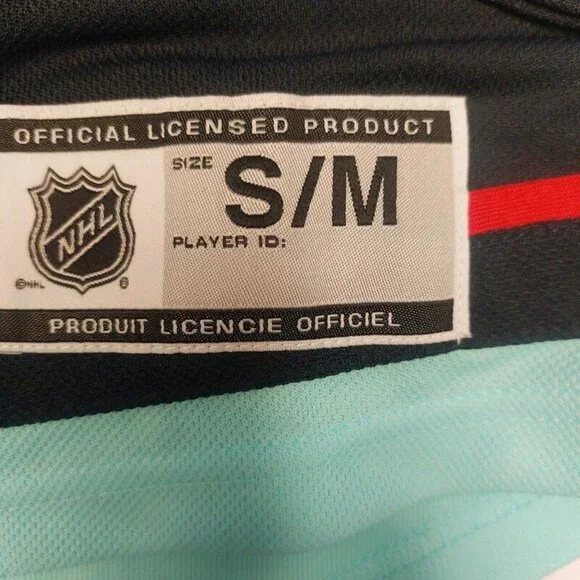 OFFICIAL LICENSED PRODUCT
SIZE S/M
NHL
PLAYER ID:
©NHL ®
PRODUIT LICENCIE OFFICIEL